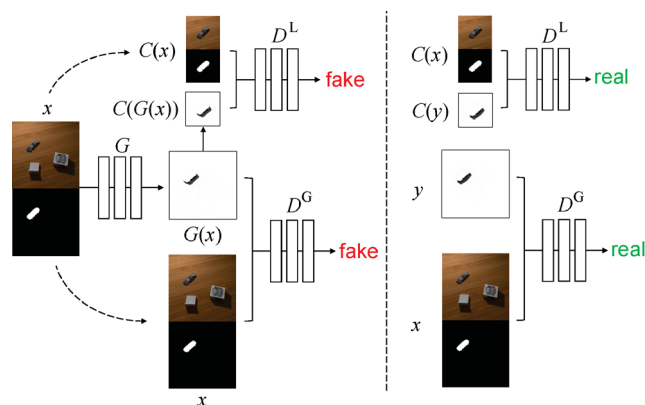 C(x)
D^L
fake
x
C(G(x))
G
G(x)
D^G
fake
x
C(x)
D^L
real
C(y)
y
D^G
real
x